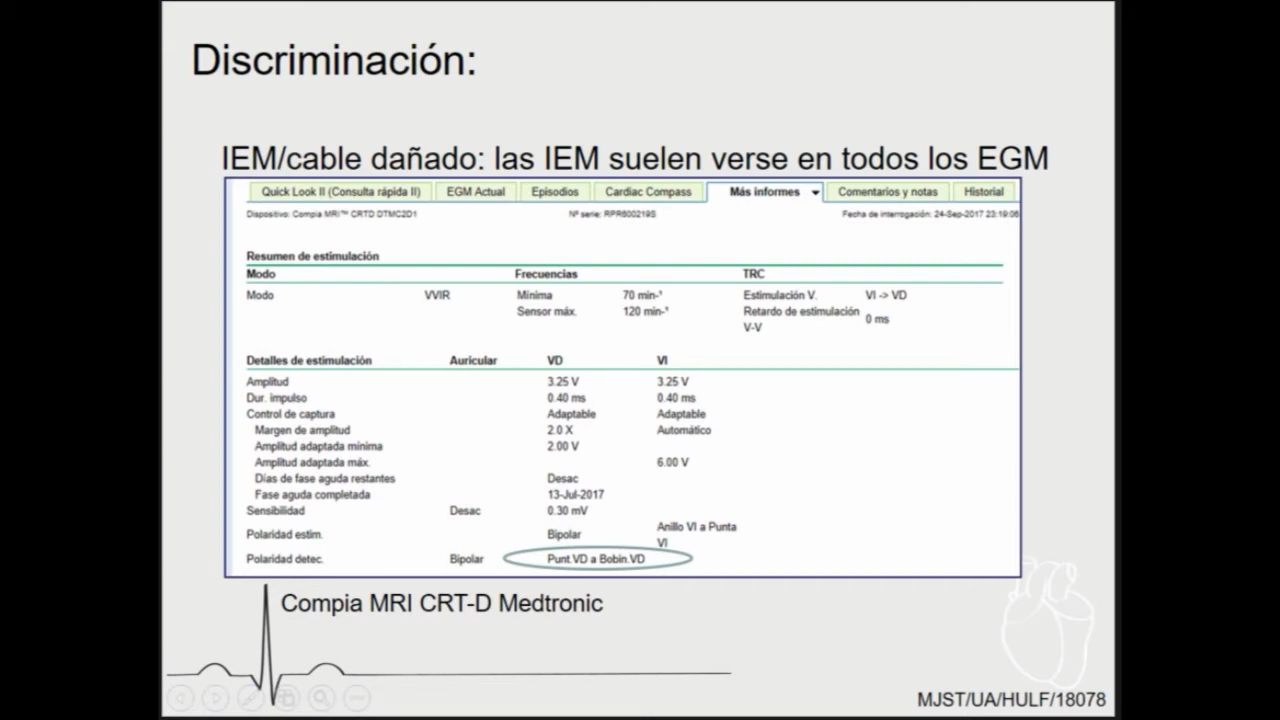 Discriminación:
IEM/cable dañado: las IEM suelen verse en todos los EGM
Quick Look II (Consulta rápida II) EGM Actual Episodios Cardiac Compass Más informes Comentarios y notas Historial
Dispositivo: Compia MRI™ CRTD DTMC2D1 Nº serie: RPR600219S Fecha de interrogación: 24-Sep-2017 23:19:06
Resumen de estimulación
Modo Frecuencias TRC
Modo VVIR Mínima 70 min-¹ Estimulación V. VI -> VD
Sensor máx. 120 min-¹ Retardo de estimulación V-V 0 ms
Detalles de estimulación Auricular VD VI
Amplitud 3.25 V 3.25 V
Dur. impulso 0.40 ms 0.40 ms
Control de captura Adaptable Adaptable
Margen de amplitud 2.0 X Automático
Amplitud adaptada mínima 2.00 V
Amplitud adaptada máx. 6.00 V
Días de fase aguda restantes Desac
Fase aguda completada 13-Jul-2017
Sensibilidad Desac 0.30 mV
Polaridad estim. Bipolar Anillo VI a Punta VI
Polaridad detec. Bipolar Punt.VD a Bobin.VD
Compia MRI CRT-D Medtronic
MJST/UA/HULF/18078